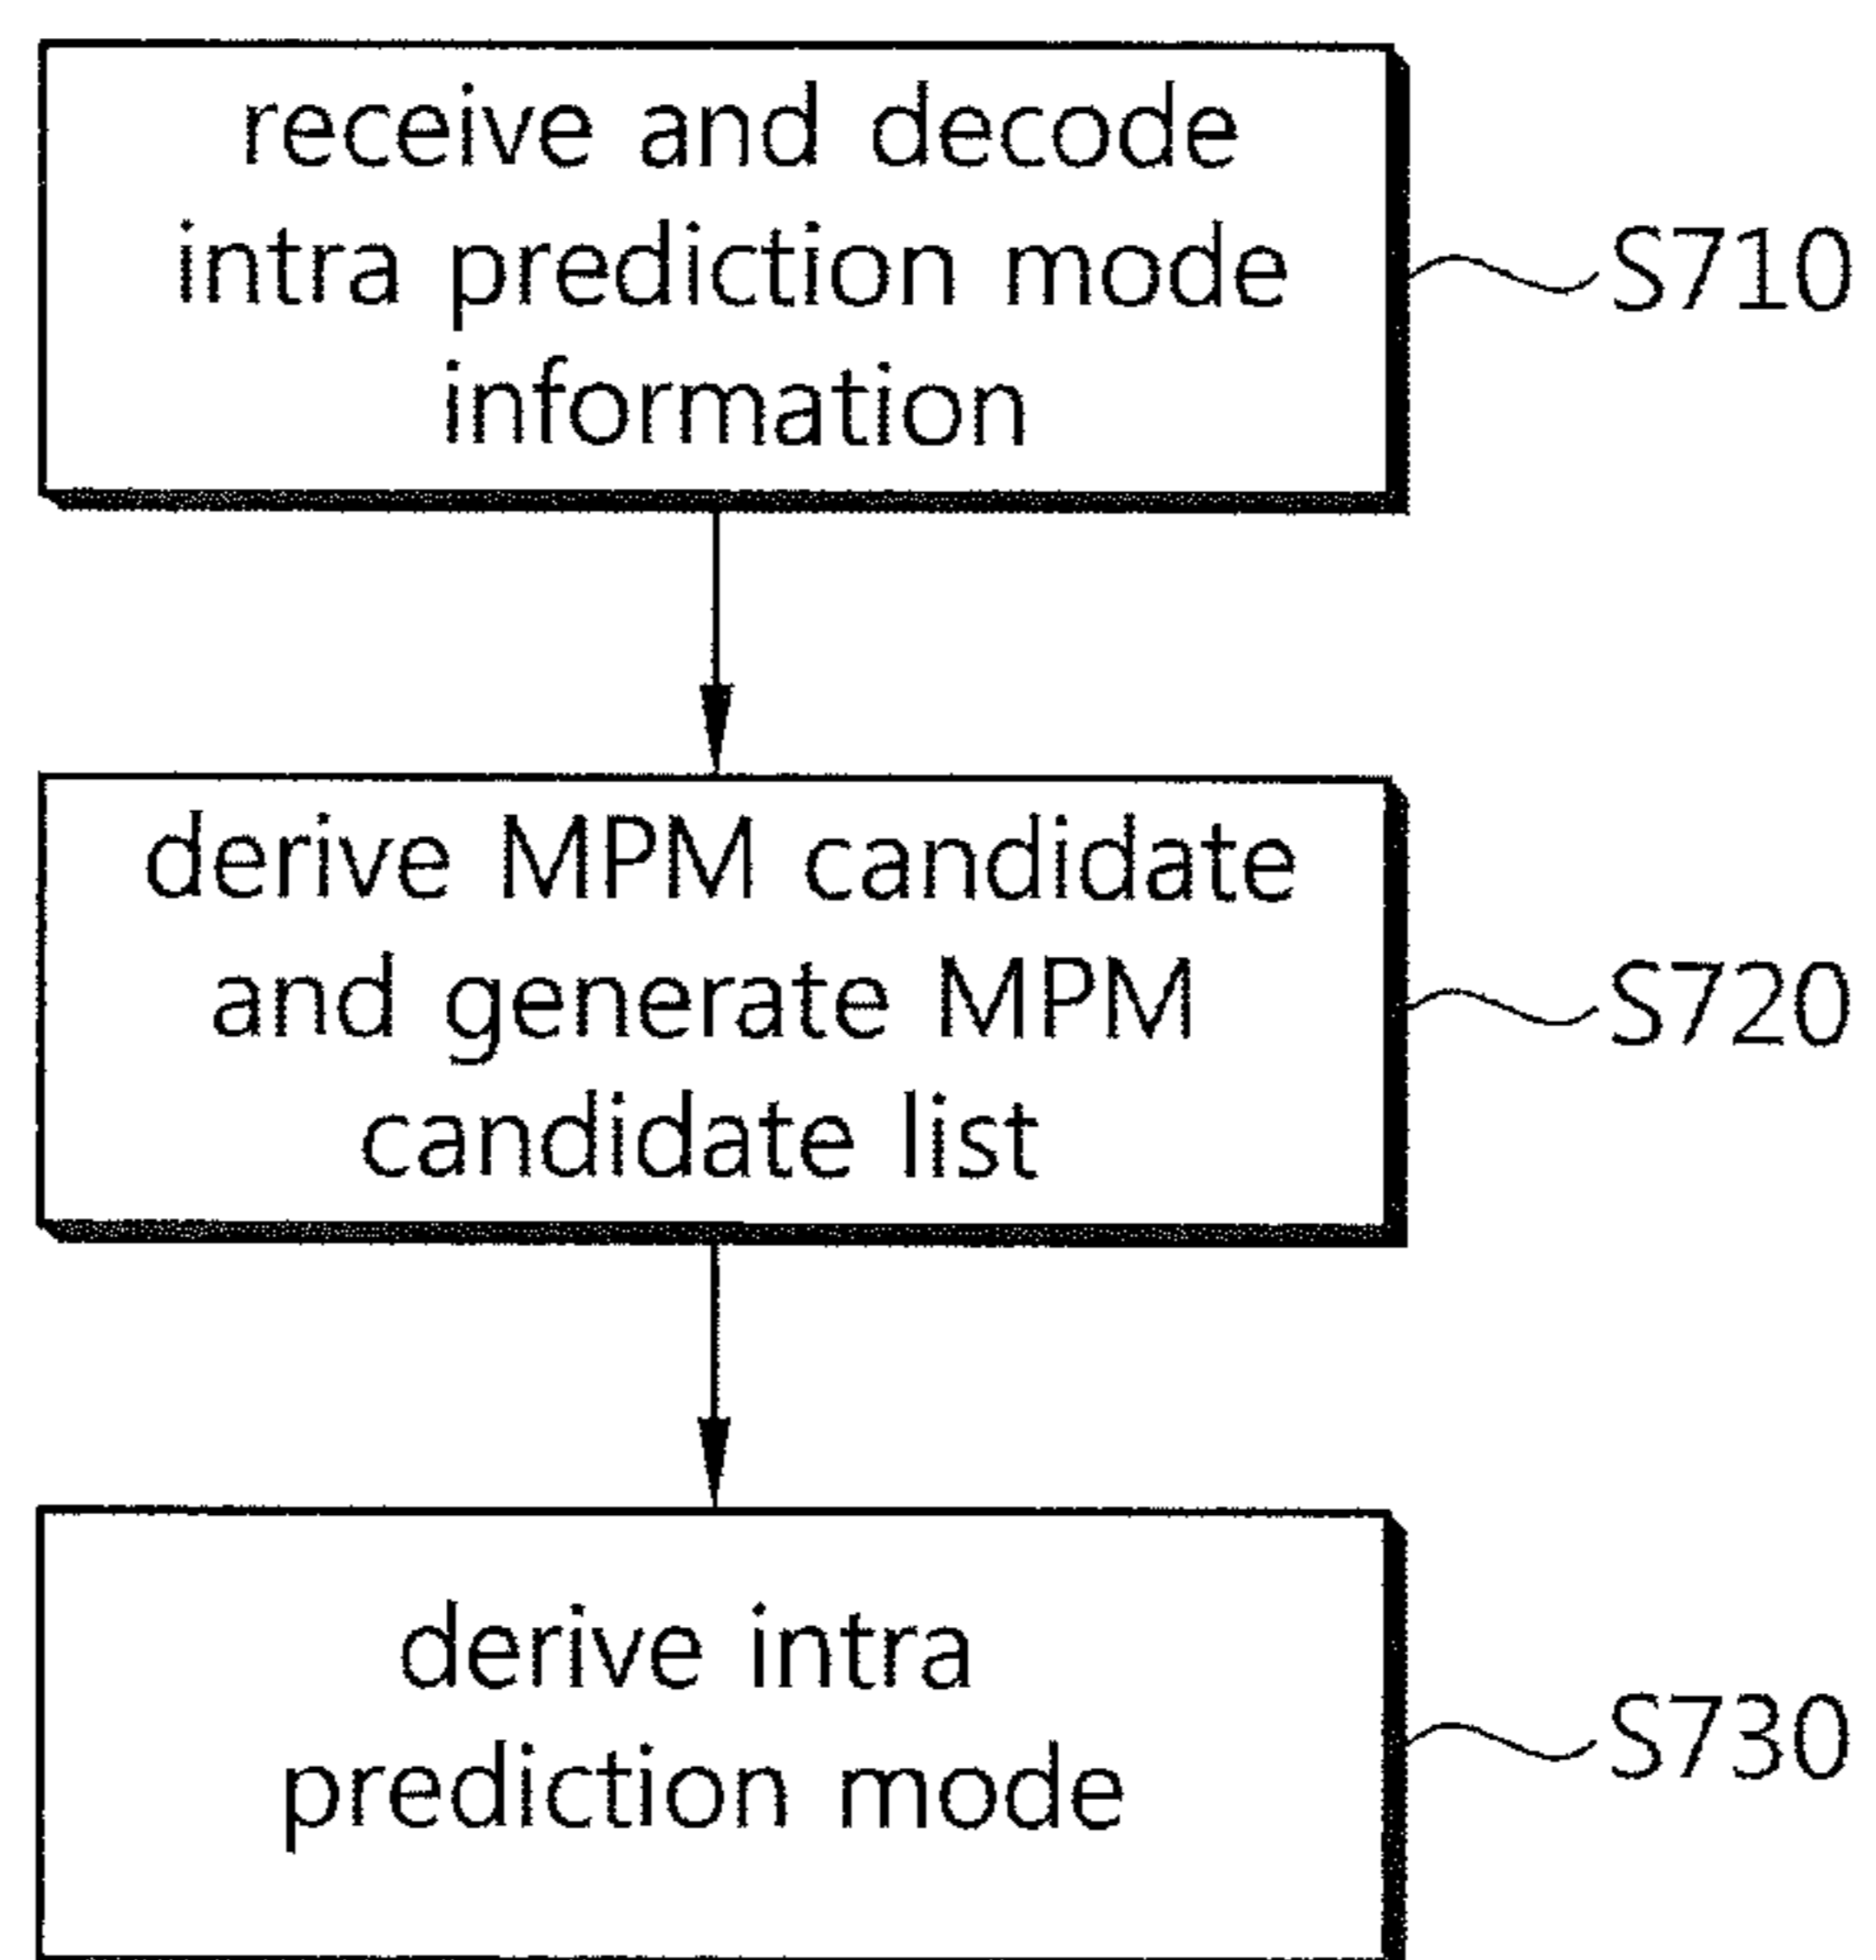 receive and decode
intra prediction mode
information
S710
derive MPM candidate
and generate MPM
candidate list
S720
derive intra
prediction mode
S730